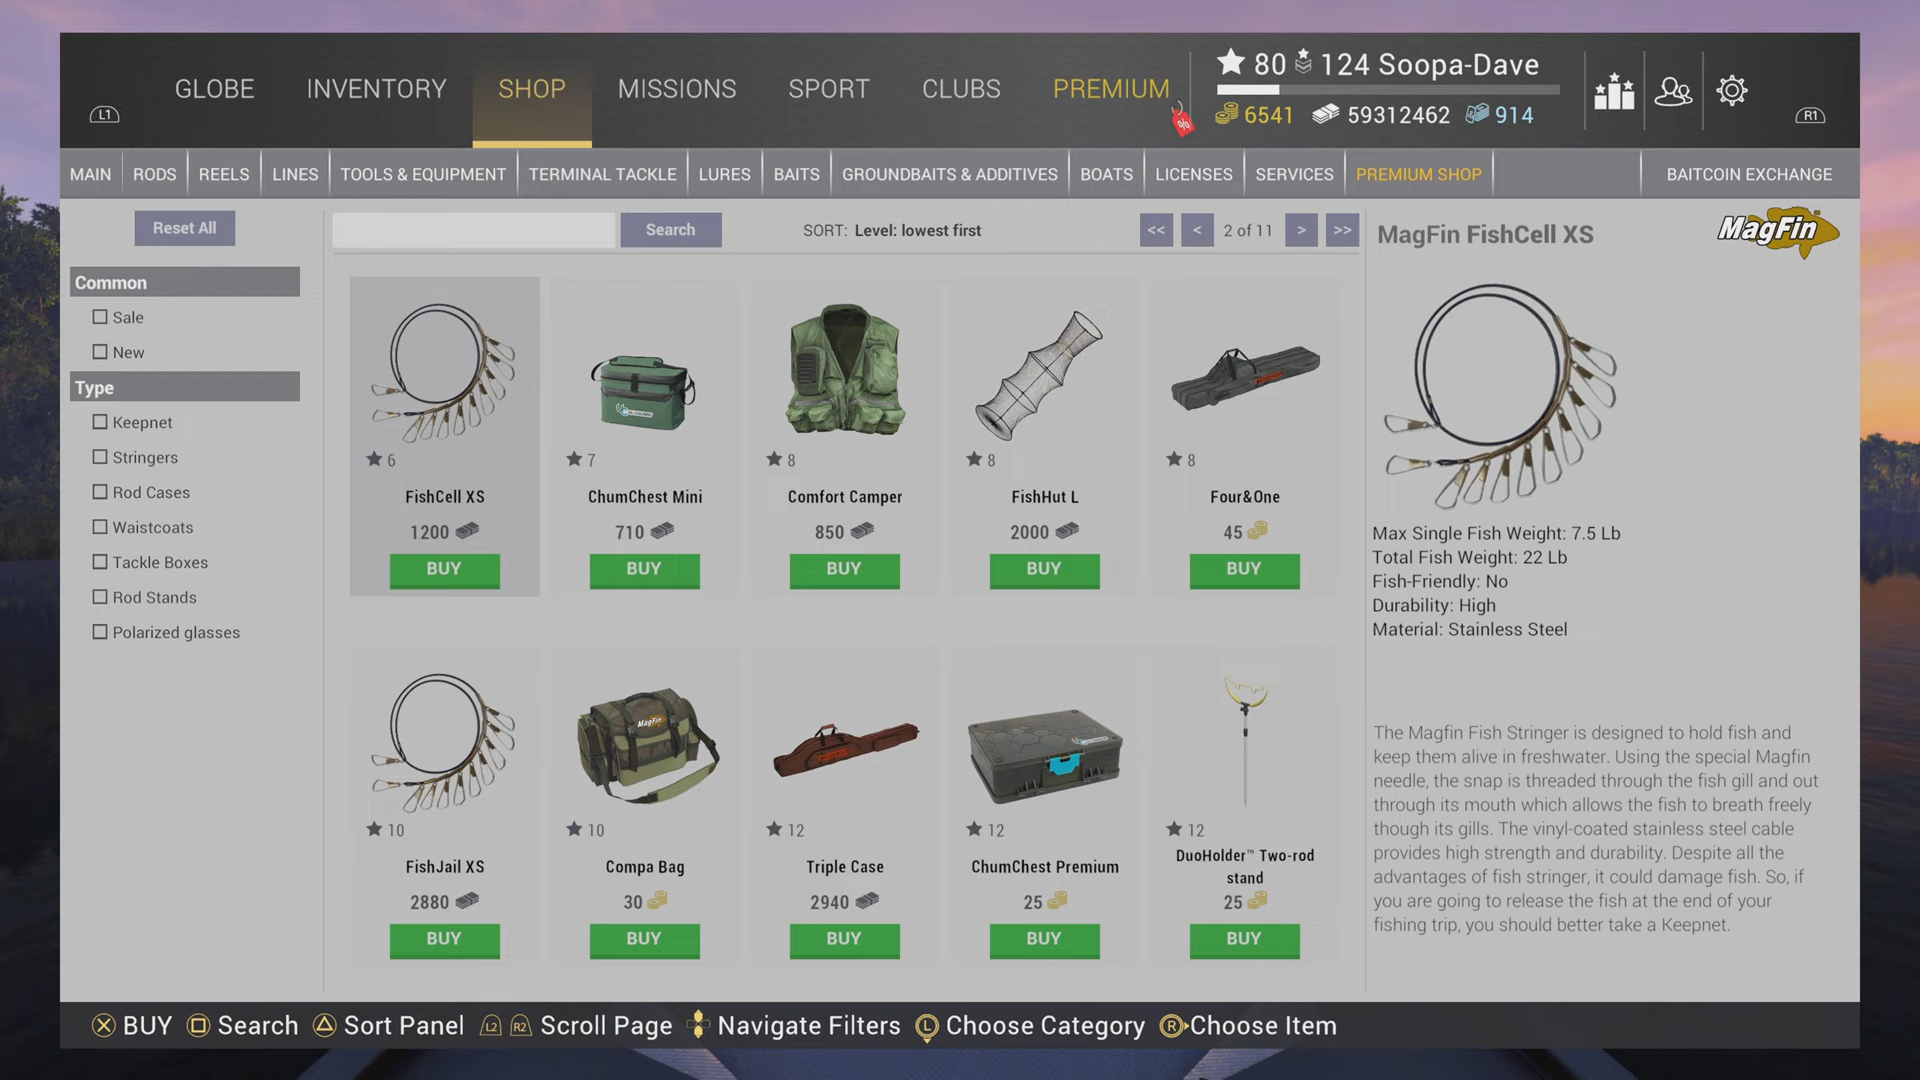 GLOBE INVENTORY SHOP MISSIONS SPORT CLUBS PREMIUM
%
80 124 Soopa-Dave
6541 59312462 914
L1
R1
MAIN RODS REELS LINES TOOLS & EQUIPMENT TERMINAL TACKLE LURES BAITS GROUNDBAITS & ADDITIVES BOATS LICENSES SERVICES PREMIUM SHOP BAITCOIN EXCHANGE
Reset All
Common
Sale
New
Type
Keepnet
Stringers
Rod Cases
Waistcoats
Tackle Boxes
Rod Stands
Polarized glasses
Search
SORT: Level: lowest first
<< < 2 of 11 > >>
6
FishCell XS
1200
BUY
7
ChumChest Mini
710
BUY
8
Comfort Camper
850
BUY
8
FishHut L
2000
BUY
8
Four&One
45
BUY
10
FishJail XS
2880
BUY
MagFin
10
Compa Bag
30
BUY
12
Triple Case
2940
BUY
12
ChumChest Premium
25
BUY
12
DuoHolder™ Two-rod
stand
25
BUY
MagFin FishCell XS
MagFin
Max Single Fish Weight: 7.5 Lb
Total Fish Weight: 22 Lb
Fish-Friendly: No
Durability: High
Material: Stainless Steel
The Magfin Fish Stringer is designed to hold fish and
keep them alive in freshwater. Using the special Magfin
needle, the snap is threaded through the fish gill and out
through its mouth which allows the fish to breath freely
though its gills. The vinyl-coated stainless steel cable
provides high strength and durability. Despite all the
advantages of fish stringer, it could damage fish. So, if
you are going to release the fish at the end of your
fishing trip, you should better take a Keepnet.
BUY Search Sort Panel L2 R2 Scroll Page Navigate Filters L Choose Category R Choose Item